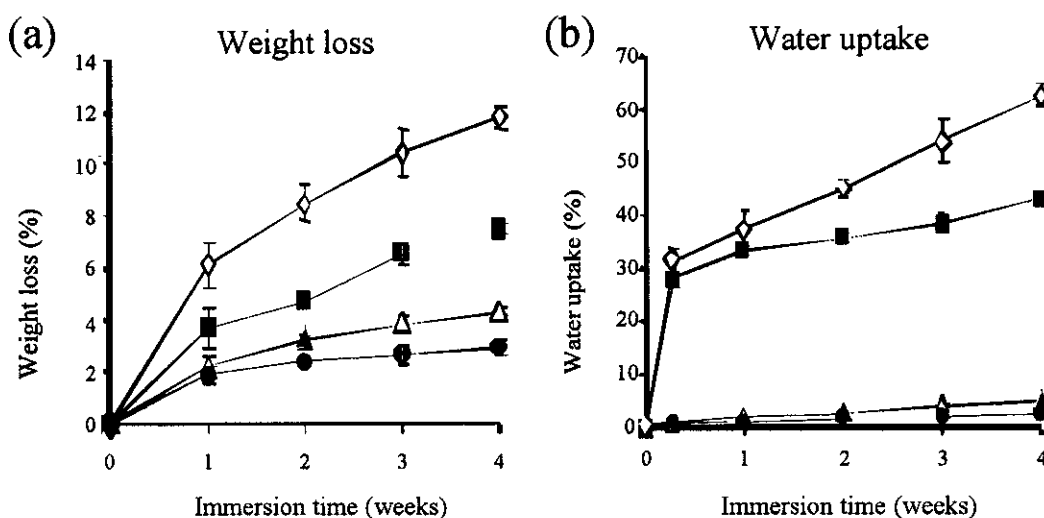 (a)
Weight loss
14
12
10
8
6
4
2
0
Weight loss (%)
0 1 2 3 4
Immersion time (weeks)
(b)
Water uptake
70
60
50
40
30
20
10
0
Water uptake (%)
0 1 2 3 4
Immersion time (weeks)